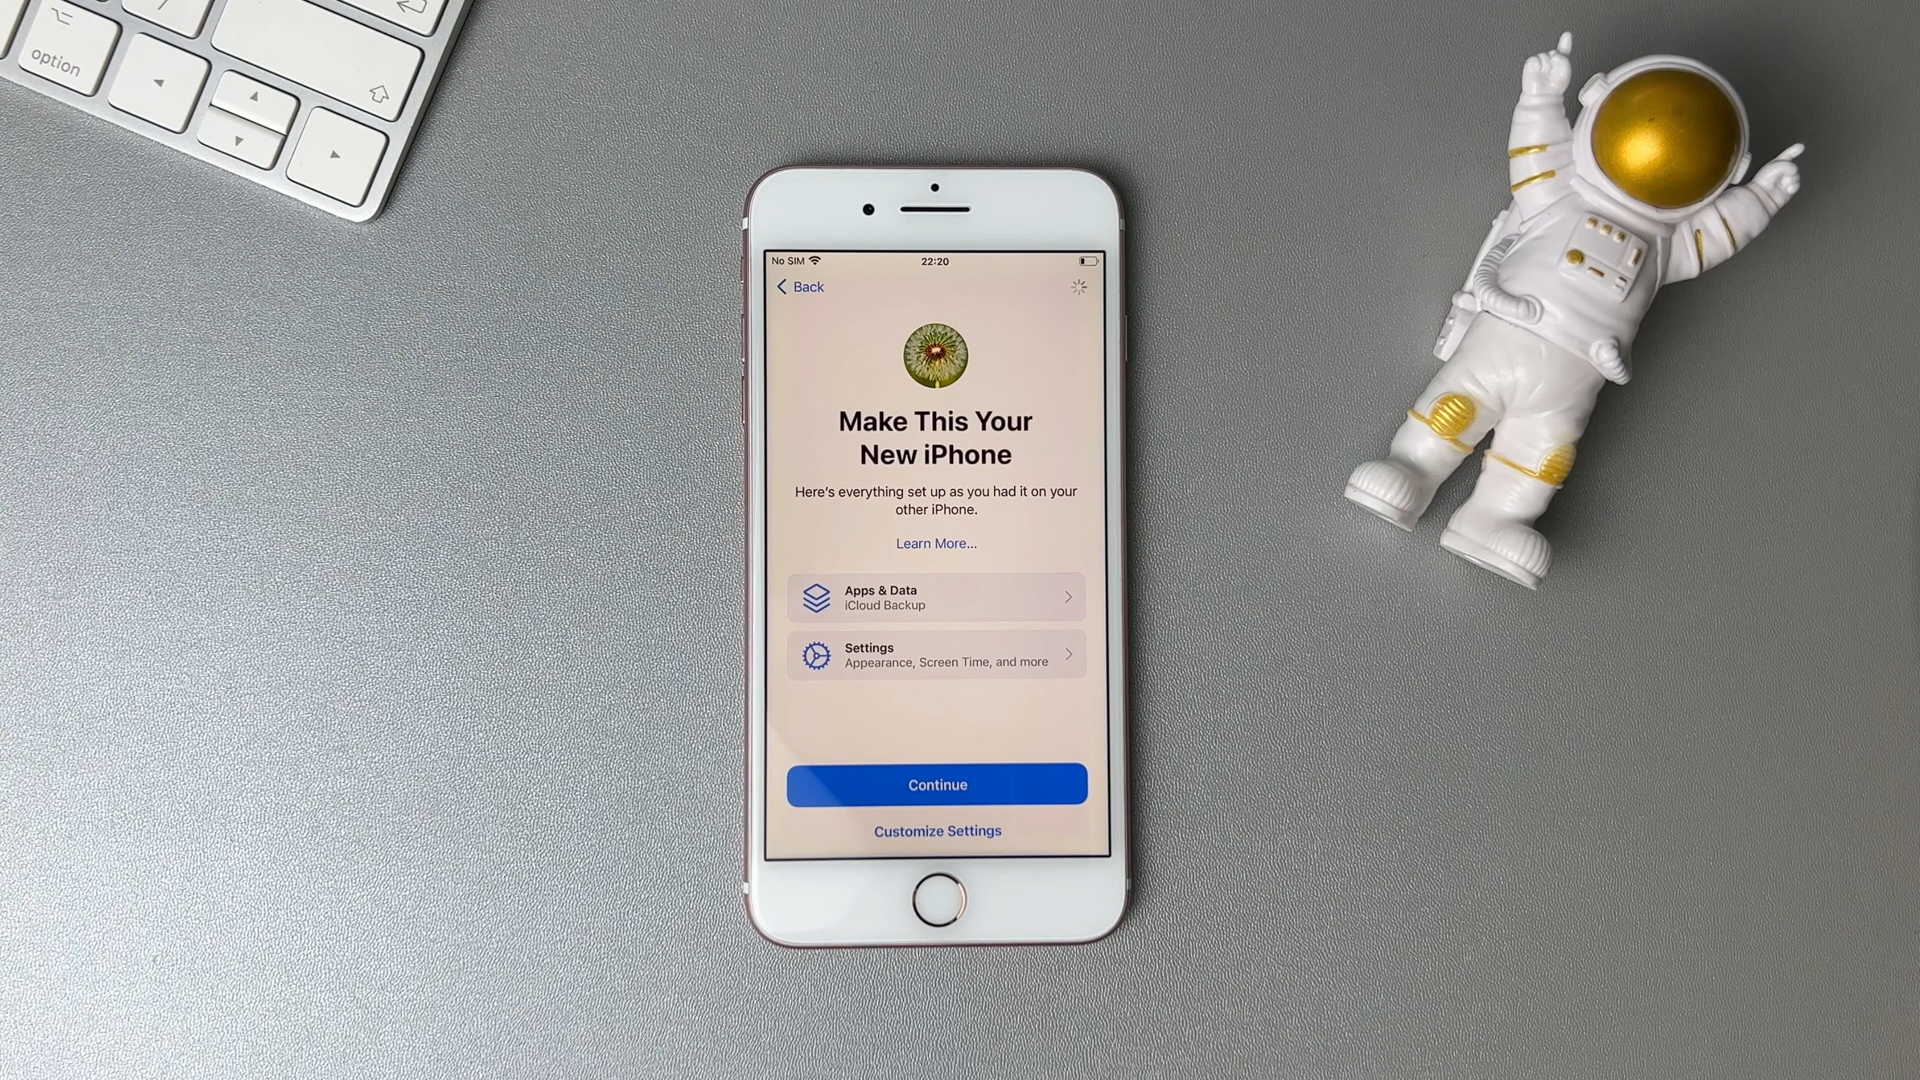 option
No SIM
22:20
Back
Make This Your
New iPhone
Here's everything set up as you had it on your
other iPhone.
Learn More...
Apps & Data
iCloud Backup
Settings
Appearance, Screen Time, and more
Continue
Customize Settings